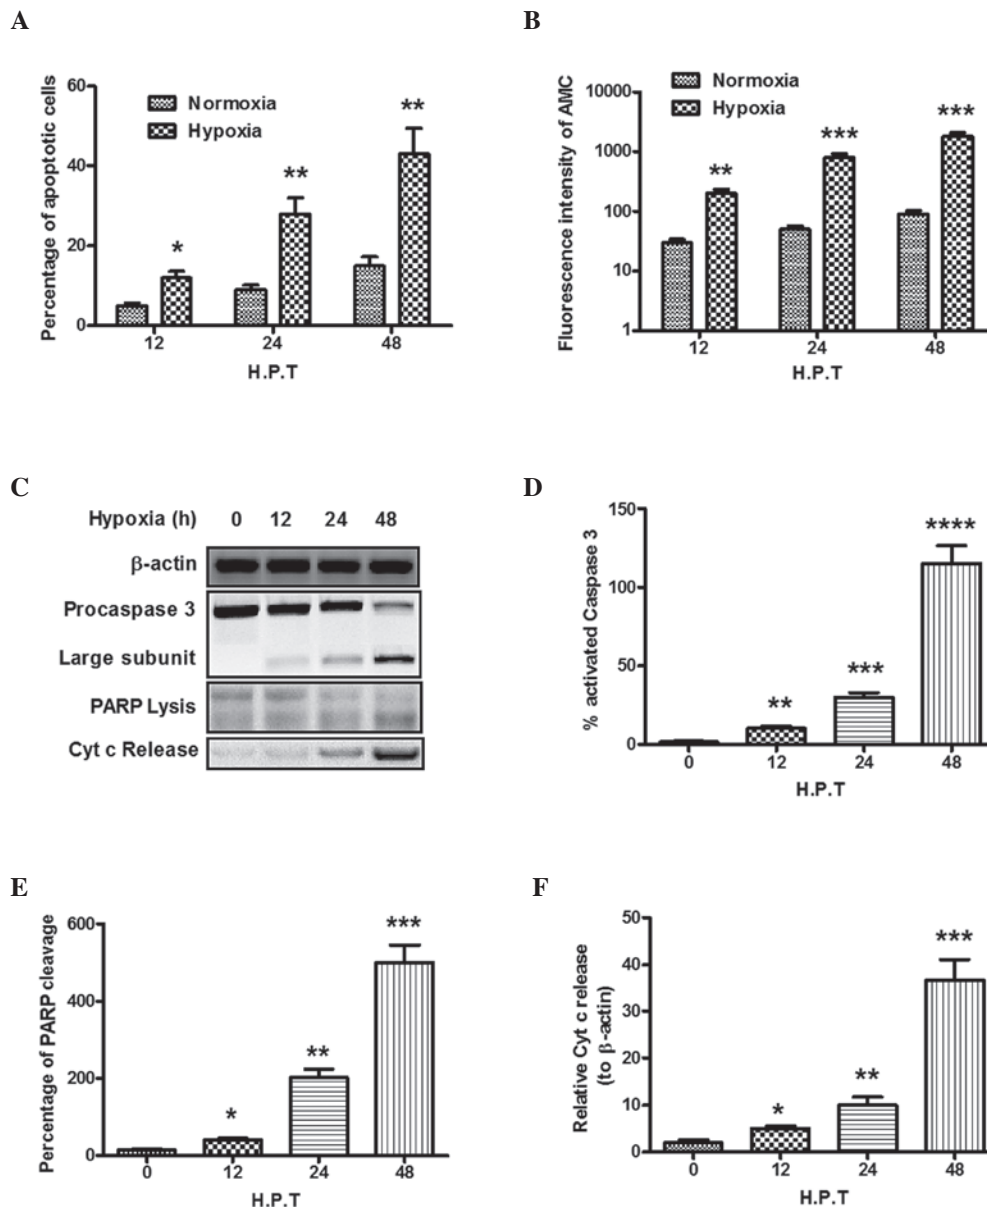 A
Percentage of apoptotic cells
60
40
20
0
Normoxia
Hypoxia
*
**
**
12 24 48
H.P.T
B
Fluorescence intensity of AMC
10000
1000
100
10
1
Normoxia
Hypoxia
**
***
***
12 24 48
H.P.T
C
Hypoxia (h) 0 12 24 48
β-actin
Procaspase 3
Large subunit
PARP Lysis
Cyt c Release
D
% activated Caspase 3
150
100
50
0
**
***
****
0 12 24 48
H.P.T
E
Percentage of PARP cleavage
600
400
200
0
*
**
***
0 12 24 48
H.P.T
F
Relative Cyt c release
(to β-actin)
50
40
30
20
10
0
*
**
***
0 12 24 48
H.P.T